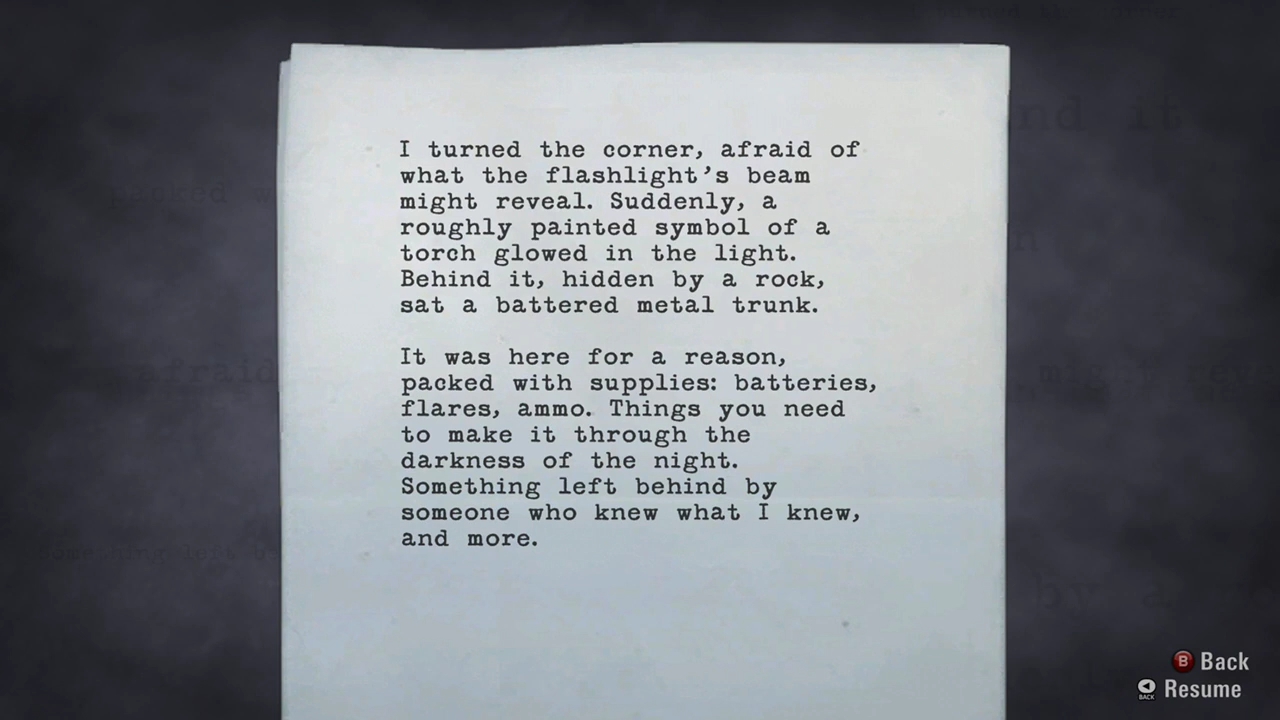 I turned the corner, afraid of
what the flashlight's beam
might reveal. Suddenly, a
roughly painted symbol of a
torch glowed in the light.
Behind it, hidden by a rock,
sat a battered metal trunk.
It was here for a reason,
packed with supplies: batteries,
flares, ammo. Things you need
to make it through the
darkness of the night.
Something left behind by
someone who knew what I knew,
and more.
B Back
BACK Resume